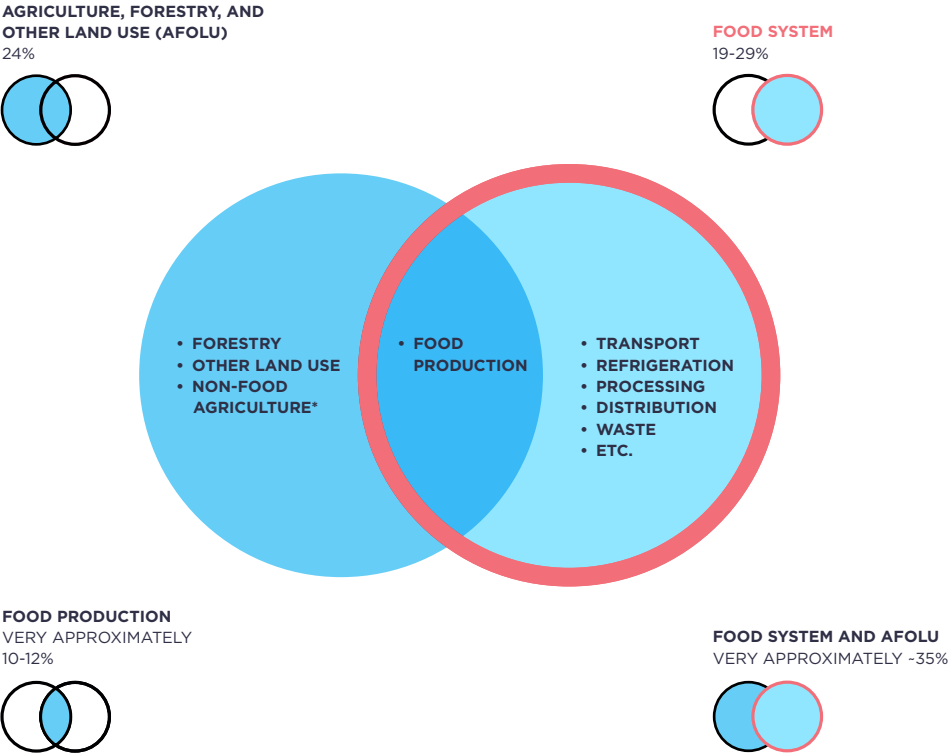 AGRICULTURE, FORESTRY, AND
OTHER LAND USE (AFOLU)
24%
FOOD SYSTEM
19-29%
• FORESTRY
• OTHER LAND USE
• NON-FOOD
AGRICULTURE*
• FOOD
PRODUCTION
• TRANSPORT
• REFRIGERATION
• PROCESSING
• DISTRIBUTION
• WASTE
• ETC.
FOOD PRODUCTION
VERY APPROXIMATELY
10-12%
FOOD SYSTEM AND AFOLU
VERY APPROXIMATELY ~35%